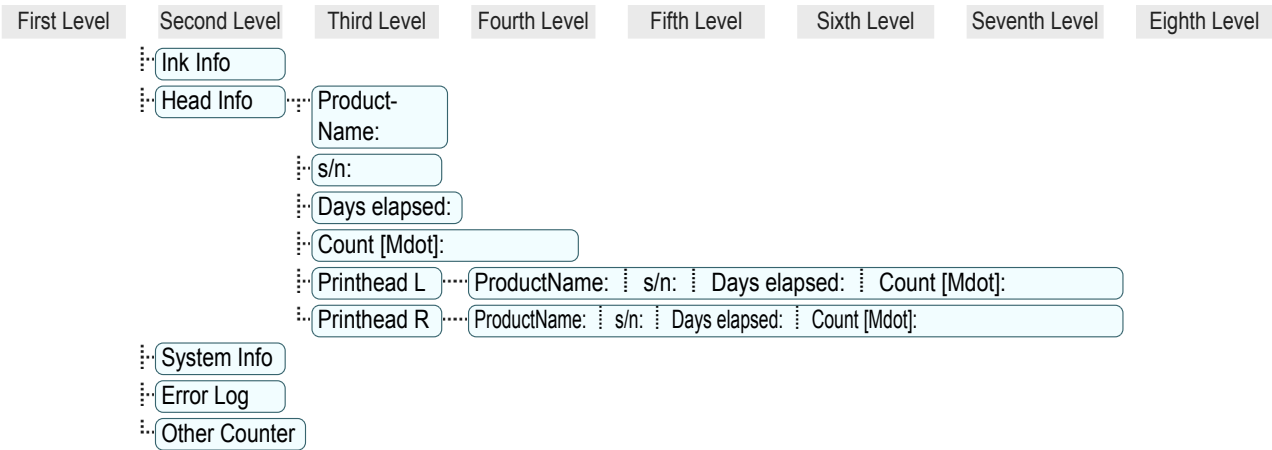 First Level Second Level Third Level Fourth Level Fifth Level Sixth Level Seventh Level Eighth Level
Ink Info
Head Info Product-
Name:
s/n:
Days elapsed:
Count [Mdot]:
Printhead L ProductName: s/n: Days elapsed: Count [Mdot]:
Printhead R ProductName: s/n: Days elapsed: Count [Mdot]:
System Info
Error Log
Other Counter